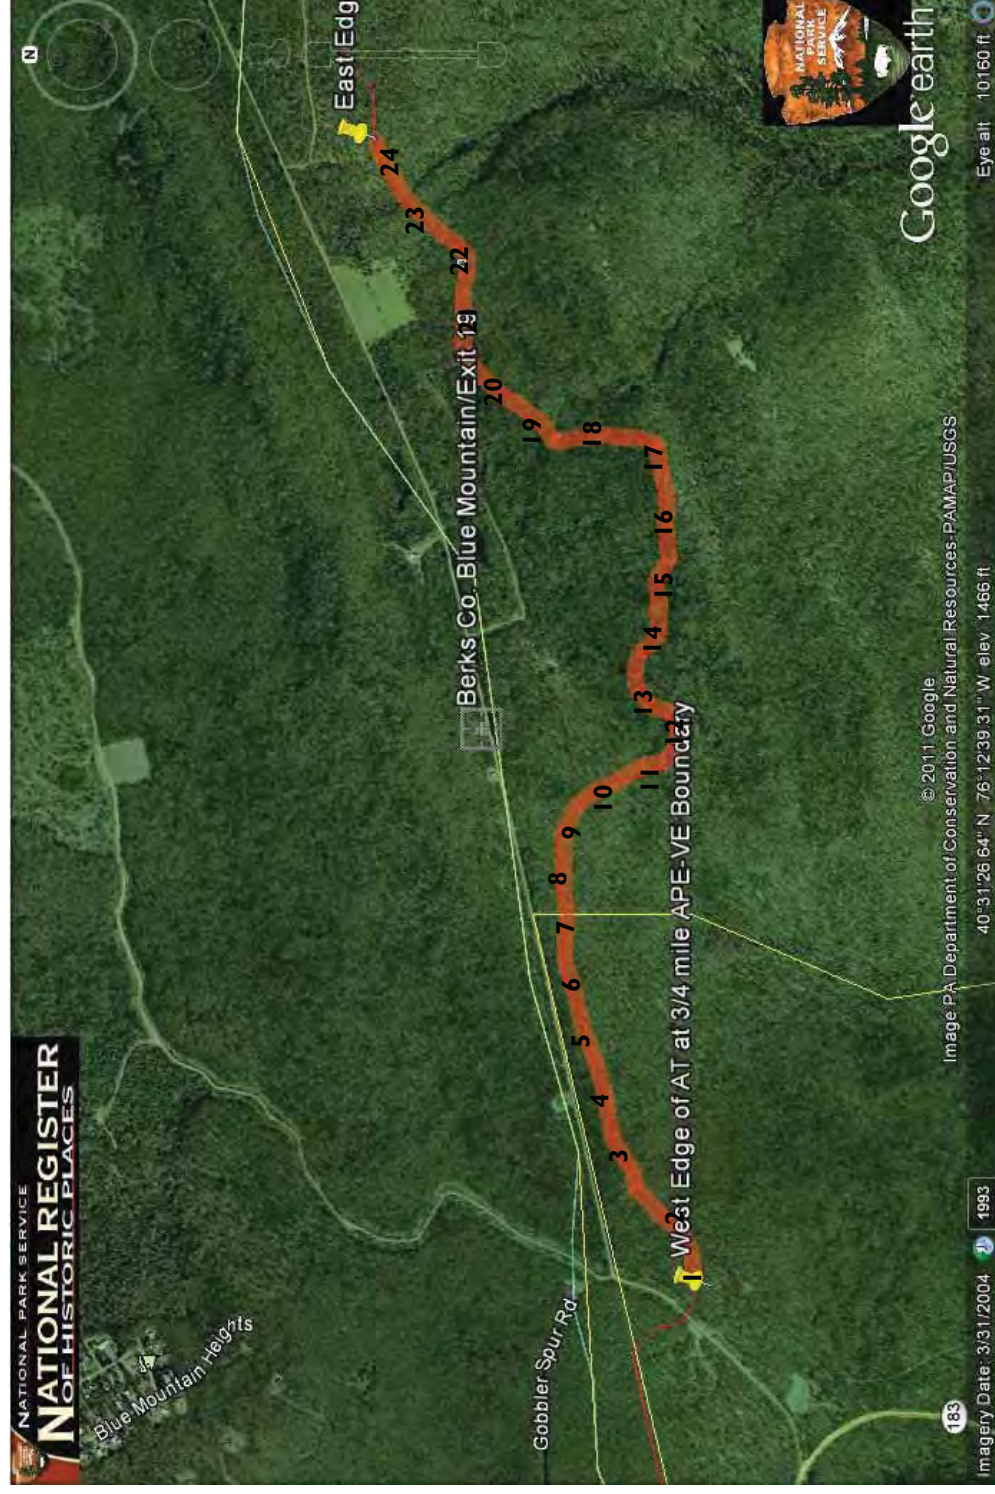 NATIONAL PARK SERVICE
NATIONAL REGISTER
OF HISTORIC PLACES
N
Blue Mountain Heights
Gobbler Spur Rd
Berks Co. Blue Mountain/Exit 19
East Edg
West Edge of AT at 3/4 mile APE-VE Boundary
1
2
3
4
5
6
7
8
9
10
11
12
13
14
15
16
17
18
19
20
21
22
23
24
183
NATIONAL
PARK
SERVICE
© 2011 Google
Image PA Department of Conservation and Natural Resources-PAMAP/USGS
Google earth
Imagery Date: 3/31/2004
1993
40°31'26.64" N 76°12'39.31" W elev 1466 ft
Eye alt 10160 ft